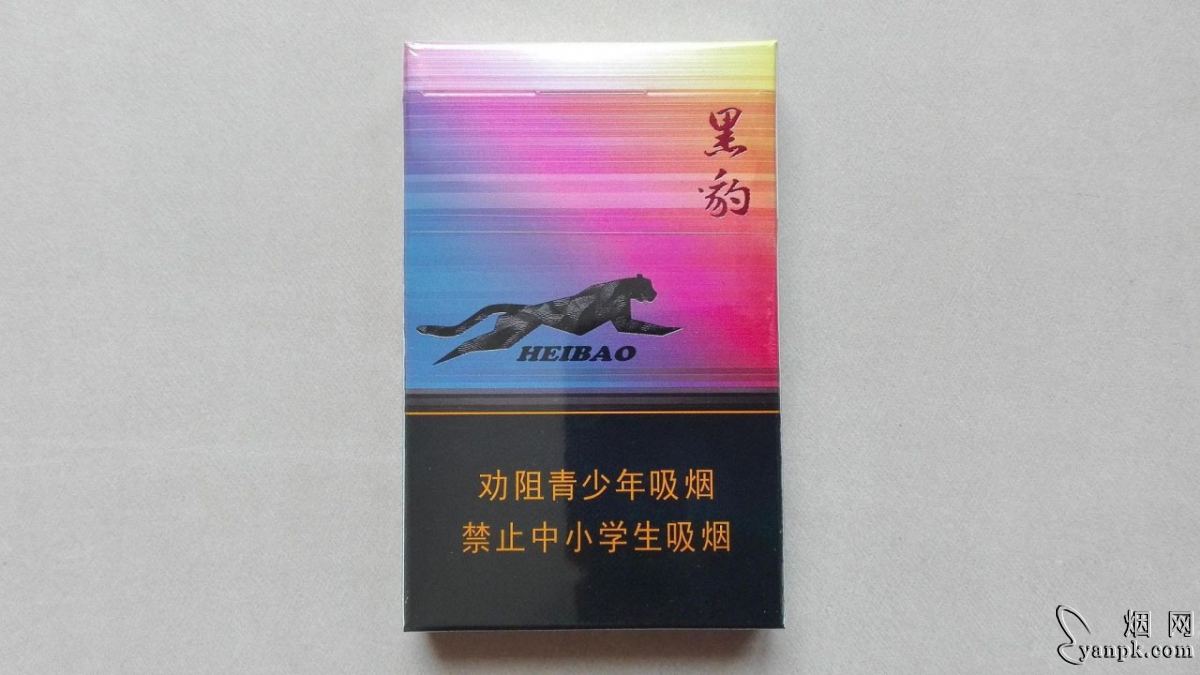 黑豹
HEIBAO
劝阻青少年吸烟
禁止中小学生吸烟
烟网
yanpk.com